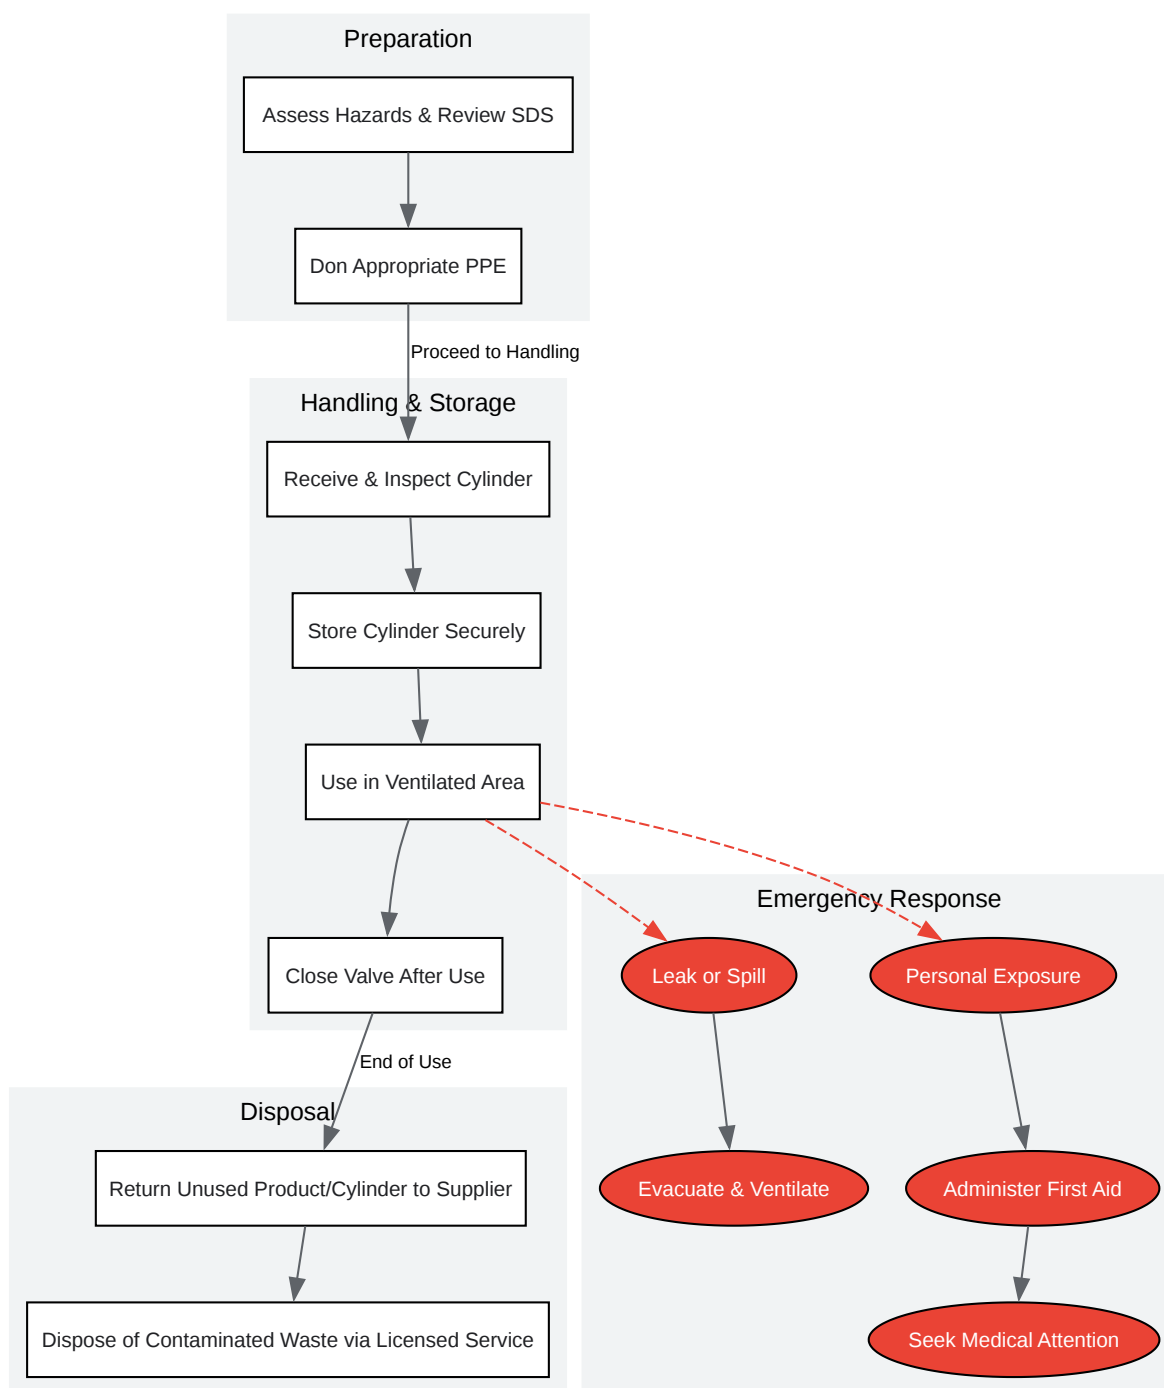 Preparation
Assess Hazards & Review SDS
Don Appropriate PPE
Proceed to Handling
Handling & Storage
Receive & Inspect Cylinder
Store Cylinder Securely
Use in Ventilated Area
Close Valve After Use
End of Use
Disposal
Return Unused Product/Cylinder to Supplier
Dispose of Contaminated Waste via Licensed Service
Emergency Response
Leak or Spill
Personal Exposure
Evacuate & Ventilate
Administer First Aid
Seek Medical Attention